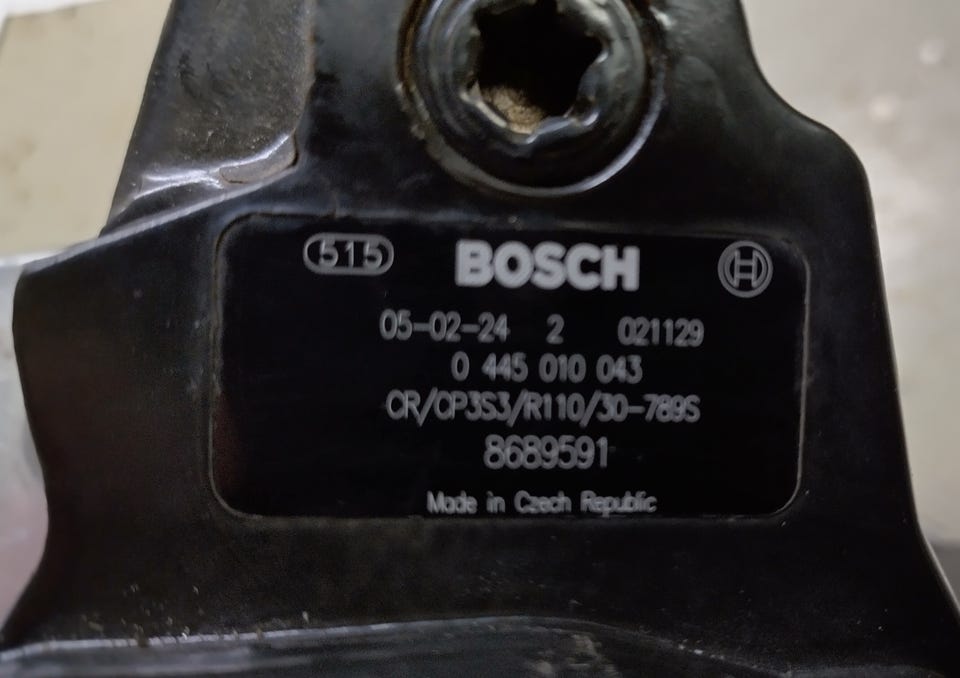 515 BOSCH
05-02-24 2 021129
0 445 010 043
CR/CP3S3/R110/30-789S
8689591
Made in Czech Republic